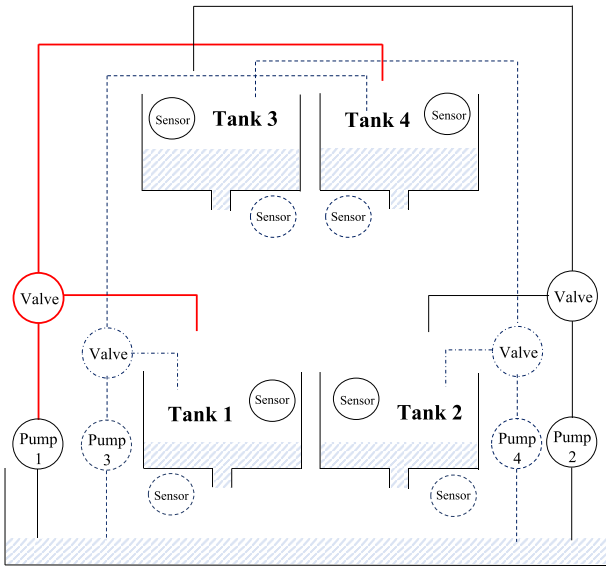 Sensor
Tank 3
Tank 4
Sensor
Sensor
Sensor
Valve
Valve
Valve
Valve
Sensor
Sensor
Tank 1
Tank 2
Pump
1
Pump
3
Pump
4
Pump
2
Sensor
Sensor